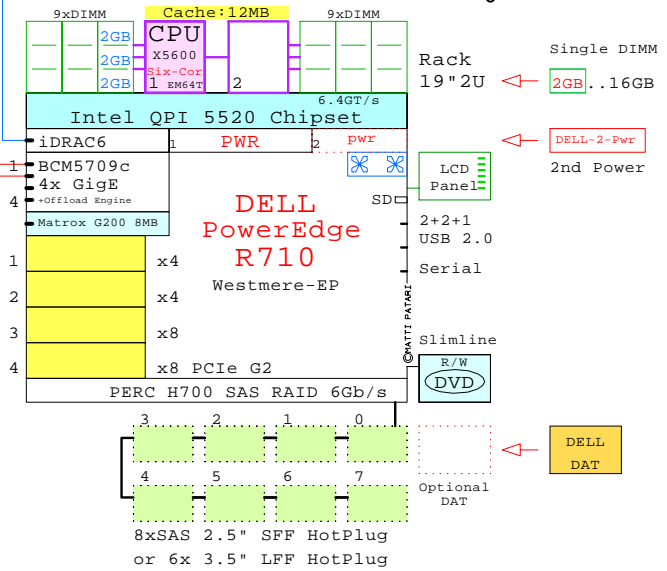 Cache:12MB
9xDIMM
9xDIMM
CPU
X5600
Six-Cor
1 EM64T
2
2GB
2GB
2GB
Rack
19"2U
Single DIMM
2GB..16GB
6.4GT/s
Intel QPI 5520 Chipset
iDRAC6
1 PWR
2 pwr
DELL-2-Pwr
2nd Power
1 BCM5709c
4x GigE
4 +Offload Engine
LCD
Panel
SD
Matrox G200 8MB
DELL
PowerEdge
R710
Westmere-EP
2+2+1
USB 2.0
Serial
1 x4
2 x4
3 x8
4 x8 PCIe G2
©MATTI PATARI
Slimline
R/W
DVD
PERC H700 SAS RAID 6Gb/s
3 2 1 0
4 5 6 7
Optional
DAT
DELL
DAT
8xSAS 2.5" SFF HotPlug
or 6x 3.5" LFF HotPlug